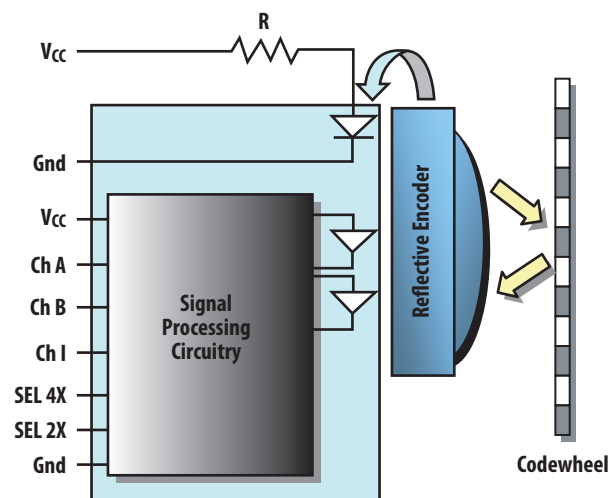 R
VCC
Gnd
VCC
Ch A
Ch B
Ch I
SEL 4X
SEL 2X
Gnd
Signal
Processing
Circuitry
Reflective Encoder
Codewheel